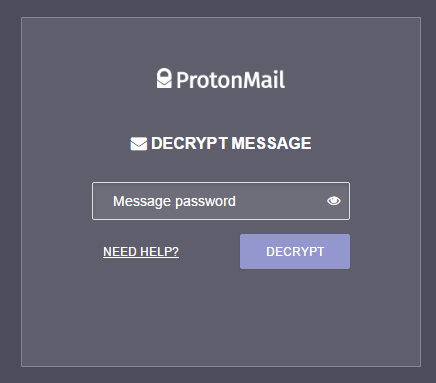 ProtonMail
DECRYPT MESSAGE
Message password
NEED HELP? DECRYPT